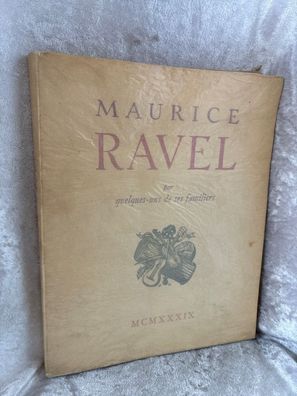 MAURICE
RAVEL
par
quelques-uns de ses familiers
MCMXXXIX